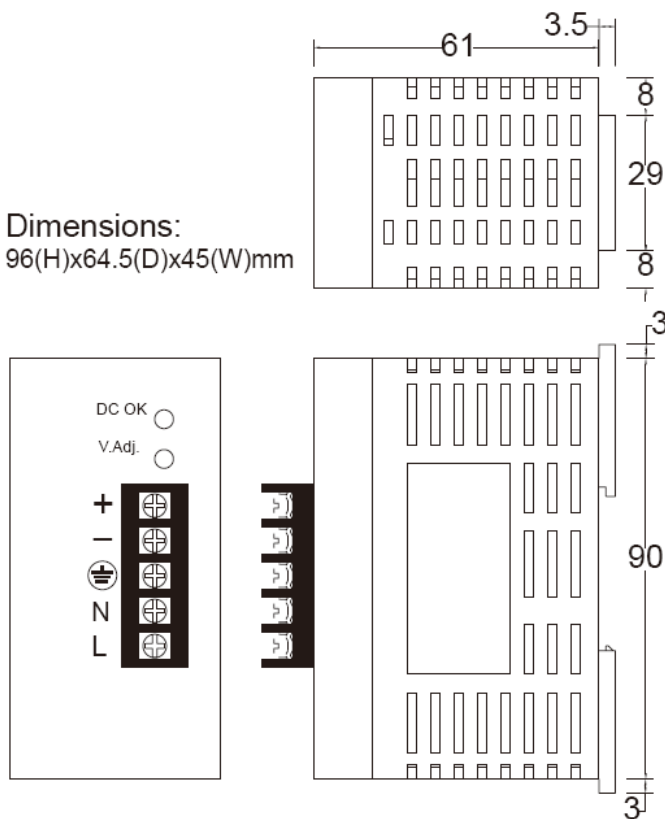 3.5
61
8
29
8
Dimensions:
96(H)x64.5(D)x45(W)mm
3
DC OK
V.Adj.
+
−
N
L
90
3